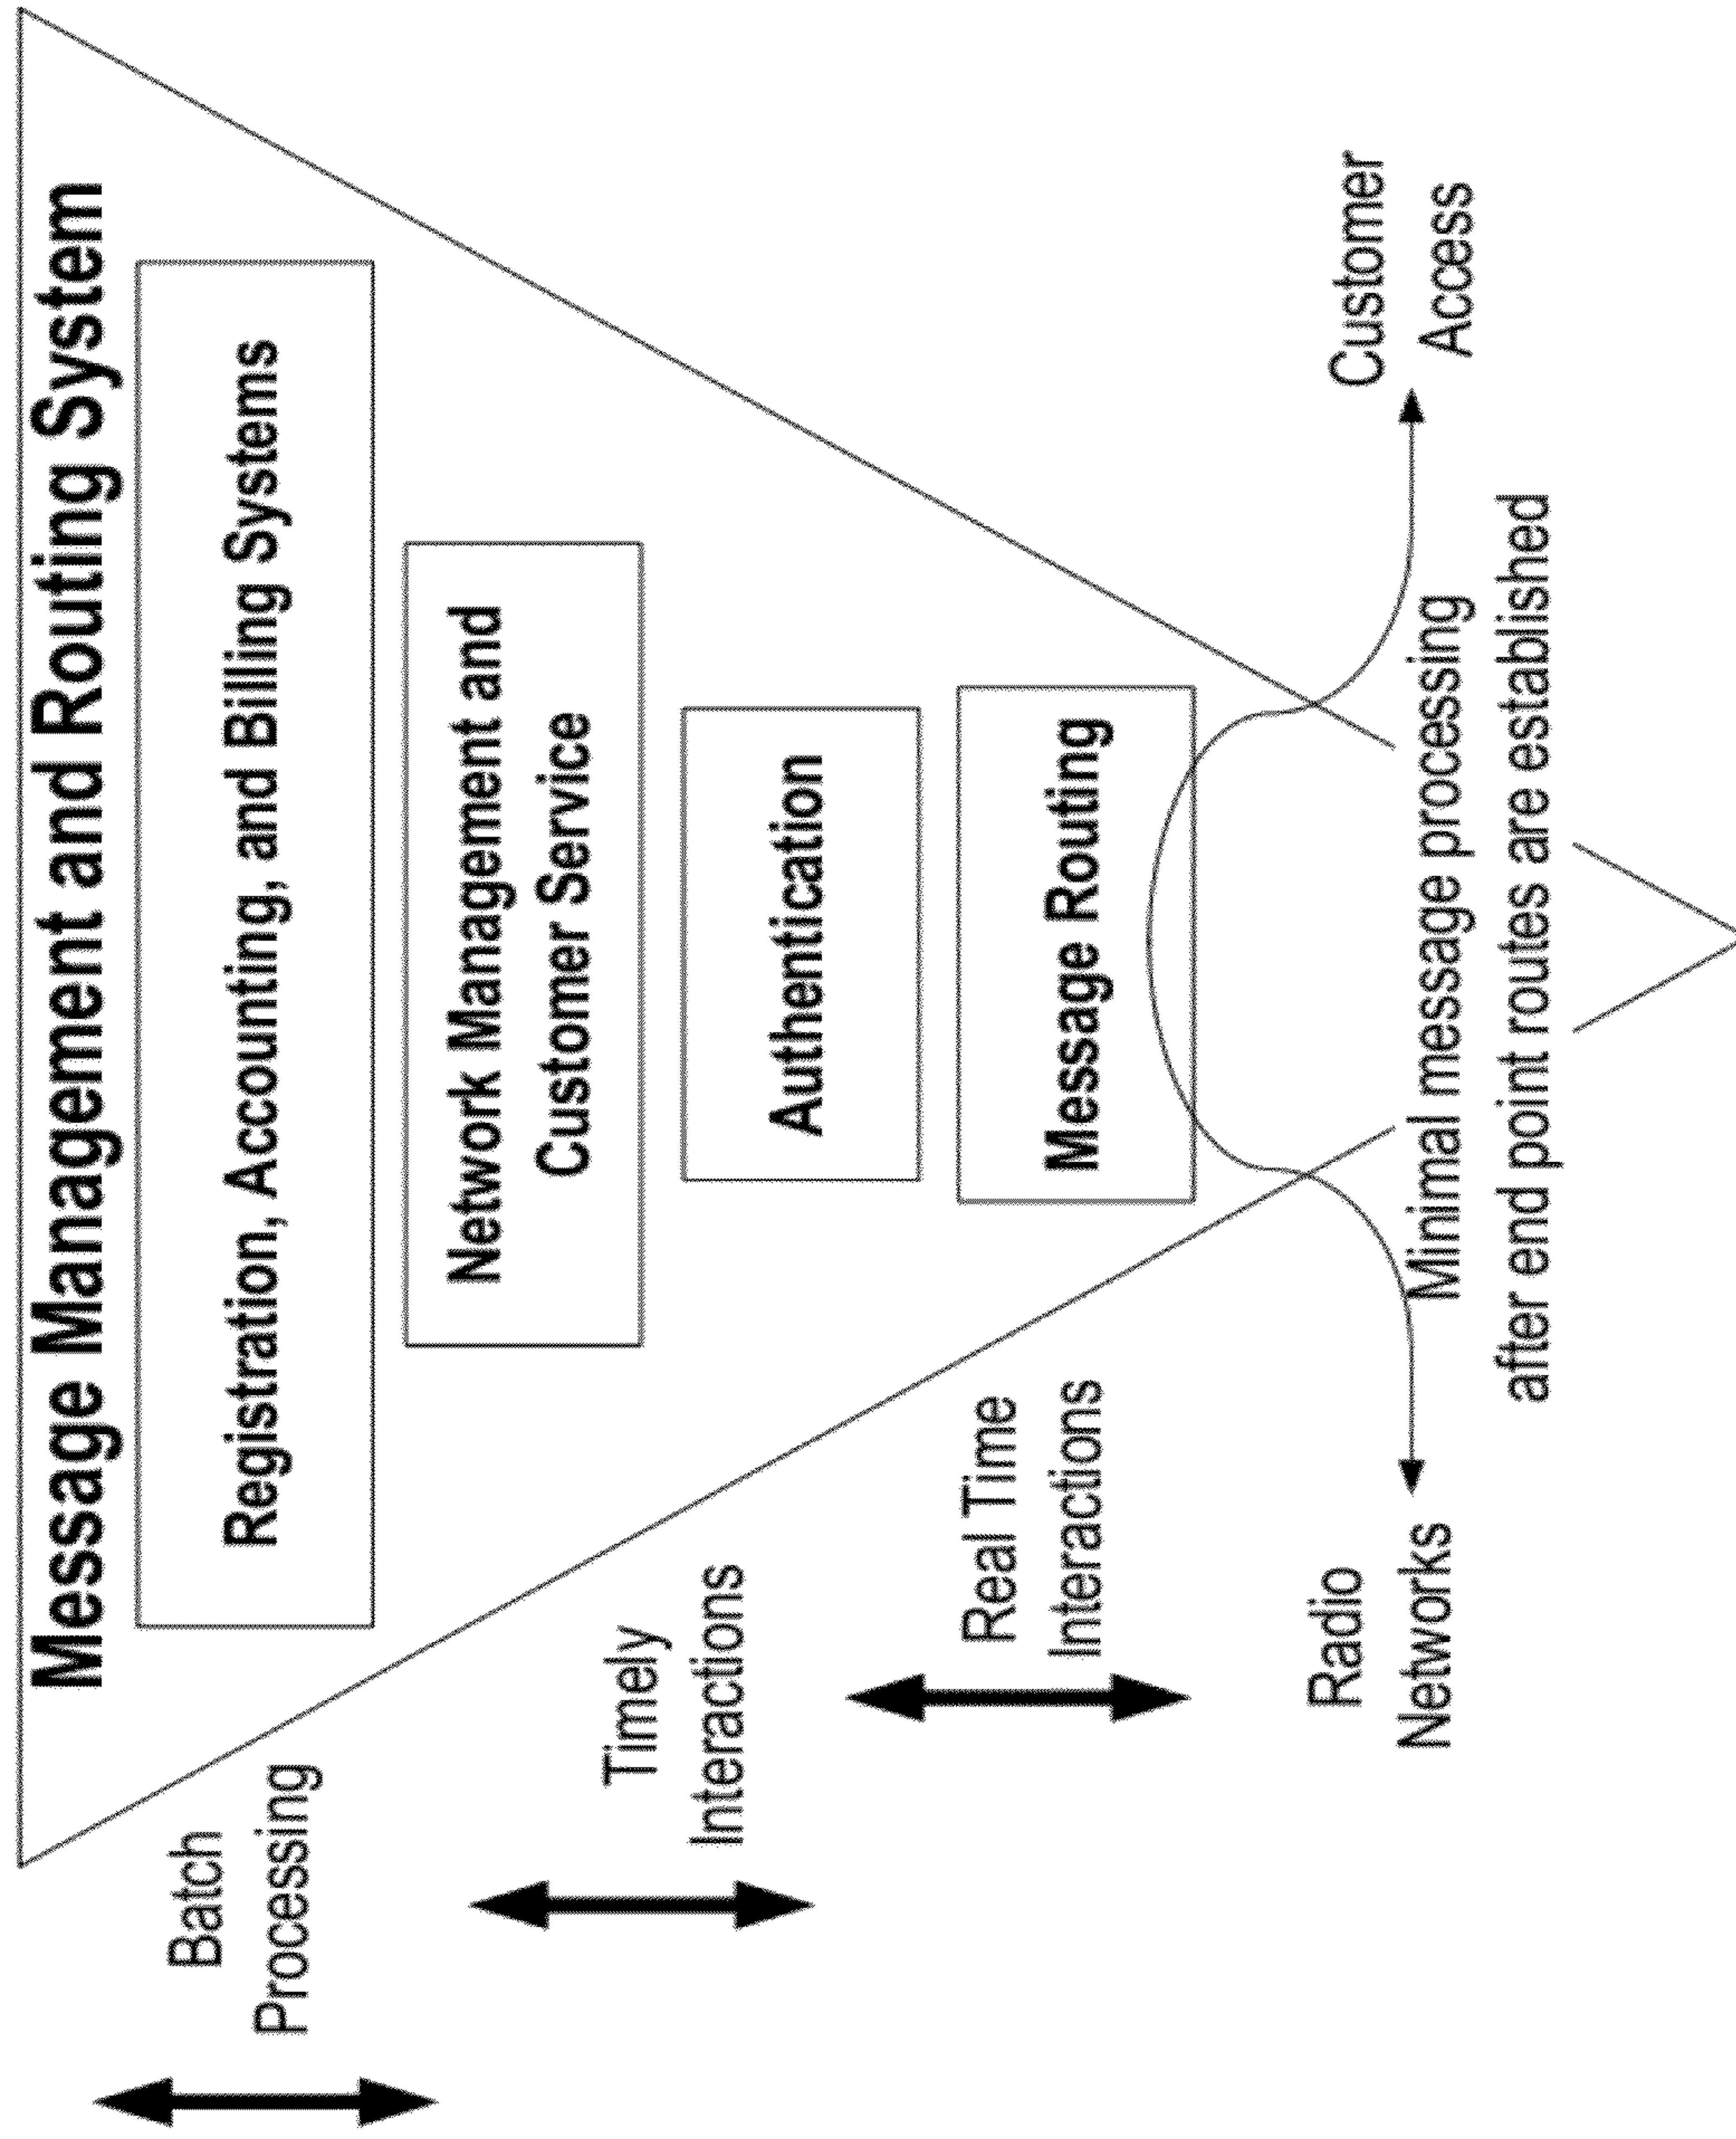 Message Management and Routing System
Registration, Accounting, and Billing Systems
Batch
Processing
Network Management and
Customer Service
Timely
Interactions
Authentication
Real Time
Interactions
Message Routing
Radio
Networks
Customer
Access
Minimal message processing
after end point routes are established